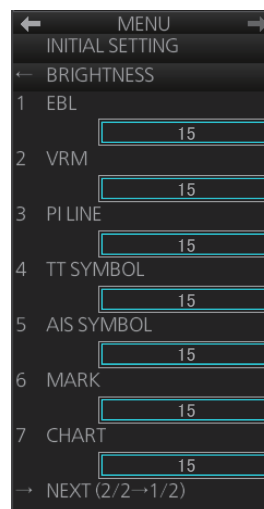 ← MENU →
INITIAL SETTING
← BRIGHTNESS
1 EBL
15
2 VRM
15
3 PI LINE
15
4 TT SYMBOL
15
5 AIS SYMBOL
15
6 MARK
15
7 CHART
15
→ NEXT (2/2→1/2)